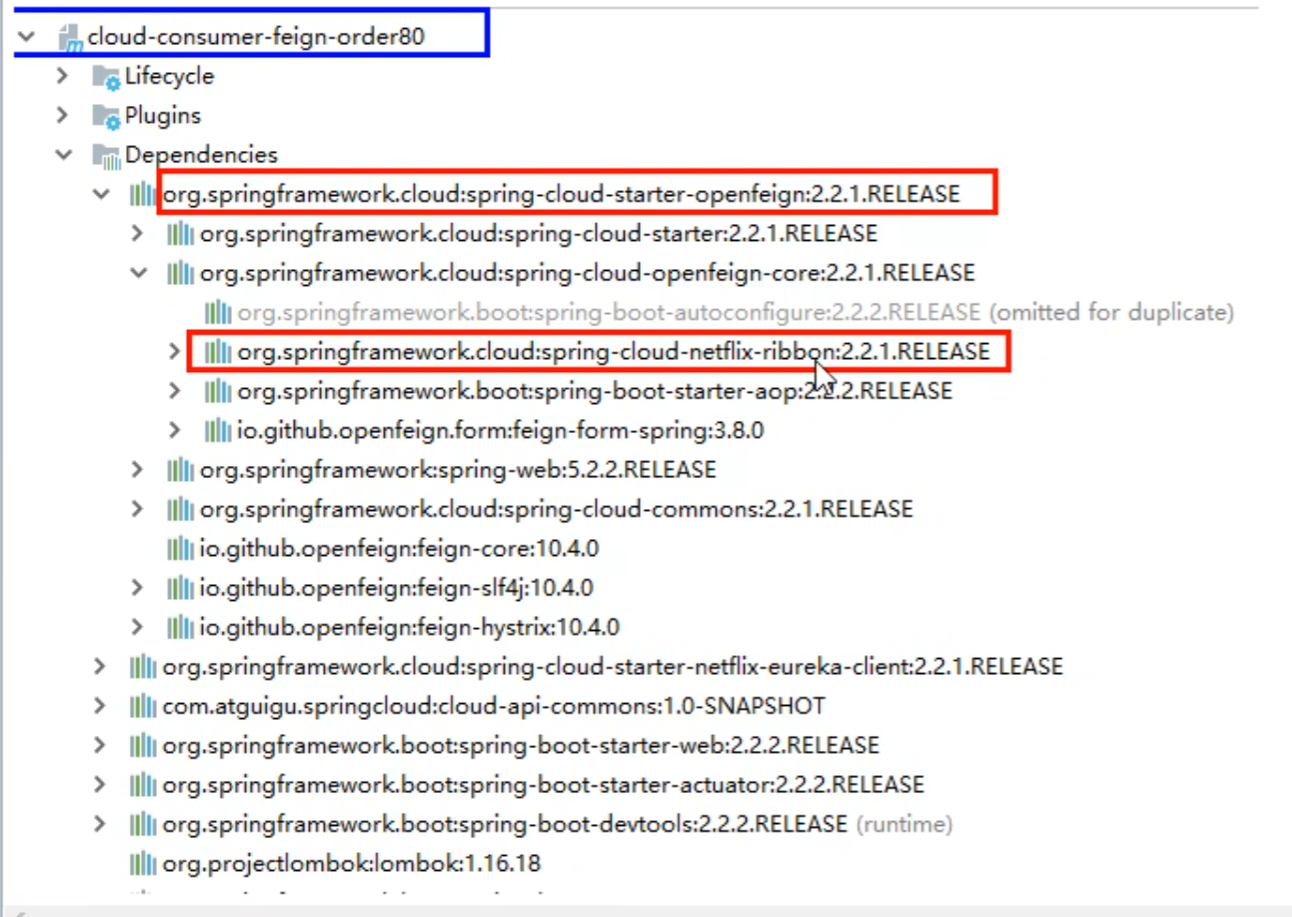 cloud-consumer-feign-order80
Lifecycle
Plugins
Dependencies
org.springframework.cloud:spring-cloud-starter-openfeign:2.2.1.RELEASE
org.springframework.cloud:spring-cloud-starter:2.2.1.RELEASE
org.springframework.cloud:spring-cloud-openfeign-core:2.2.1.RELEASE
org.springframework.boot:spring-boot-autoconfigure:2.2.2.RELEASE (omitted for duplicate)
org.springframework.cloud:spring-cloud-netflix-ribbon:2.2.1.RELEASE
org.springframework.boot:spring-boot-starter-aop:2.2.2.RELEASE
io.github.openfeign.form:feign-form-spring:3.8.0
org.springframework:spring-web:5.2.2.RELEASE
org.springframework.cloud:spring-cloud-commons:2.2.1.RELEASE
io.github.openfeign:feign-core:10.4.0
io.github.openfeign:feign-slf4j:10.4.0
io.github.openfeign:feign-hystrix:10.4.0
org.springframework.cloud:spring-cloud-starter-netflix-eureka-client:2.2.1.RELEASE
com.atguigu.springcloud:cloud-api-commons:1.0-SNAPSHOT
org.springframework.boot:spring-boot-starter-web:2.2.2.RELEASE
org.springframework.boot:spring-boot-starter-actuator:2.2.2.RELEASE
org.springframework.boot:spring-boot-devtools:2.2.2.RELEASE (runtime)
org.projectlombok:lombok:1.16.18